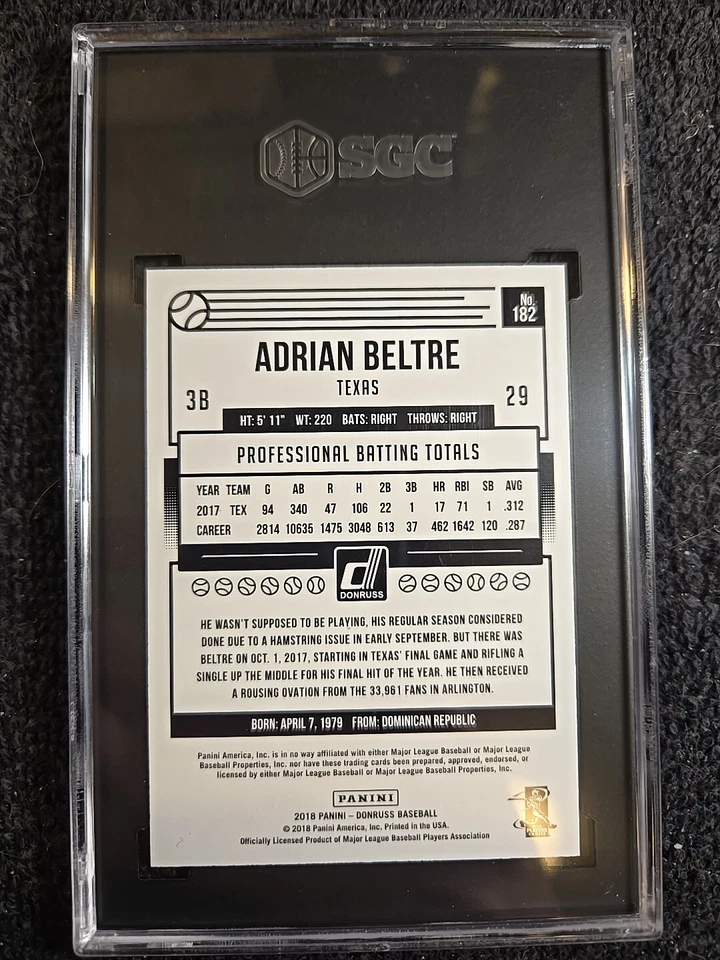 SGC
No.
182
ADRIAN BELTRE
TEXAS
3B
29
HT: 5' 11" WT: 220 BATS: RIGHT THROWS: RIGHT
PROFESSIONAL BATTING TOTALS
YEAR TEAM G AB R H 2B 3B HR RBI SB AVG
2017 TEX 94 340 47 106 22 1 17 71 1 .312
CAREER 2814 10635 1475 3048 613 37 462 1642 120 .287
DONRUSS
HE WASN'T SUPPOSED TO BE PLAYING, HIS REGULAR SEASON CONSIDERED
DONE DUE TO A HAMSTRING ISSUE IN EARLY SEPTEMBER. BUT THERE WAS
BELTRE ON OCT. 1, 2017, STARTING IN TEXAS' FINAL GAME AND RIFLING A
SINGLE UP THE MIDDLE FOR HIS FINAL HIT OF THE YEAR. HE THEN RECEIVED
A ROUSING OVATION FROM THE 33,961 FANS IN ARLINGTON.
BORN: APRIL 7, 1979 FROM: DOMINICAN REPUBLIC
Panini America, Inc. is in no way affiliated with either Major League Baseball or Major League
Baseball Properties, Inc. nor have these trading cards been prepared, approved, endorsed, or
licensed by either Major League Baseball or Major League Baseball Properties, Inc.
PANINI
2018 PANINI – DONRUSS BASEBALL
© 2018 Panini America, Inc. Printed in the USA.
Officially Licensed Product of Major League Baseball Players Association